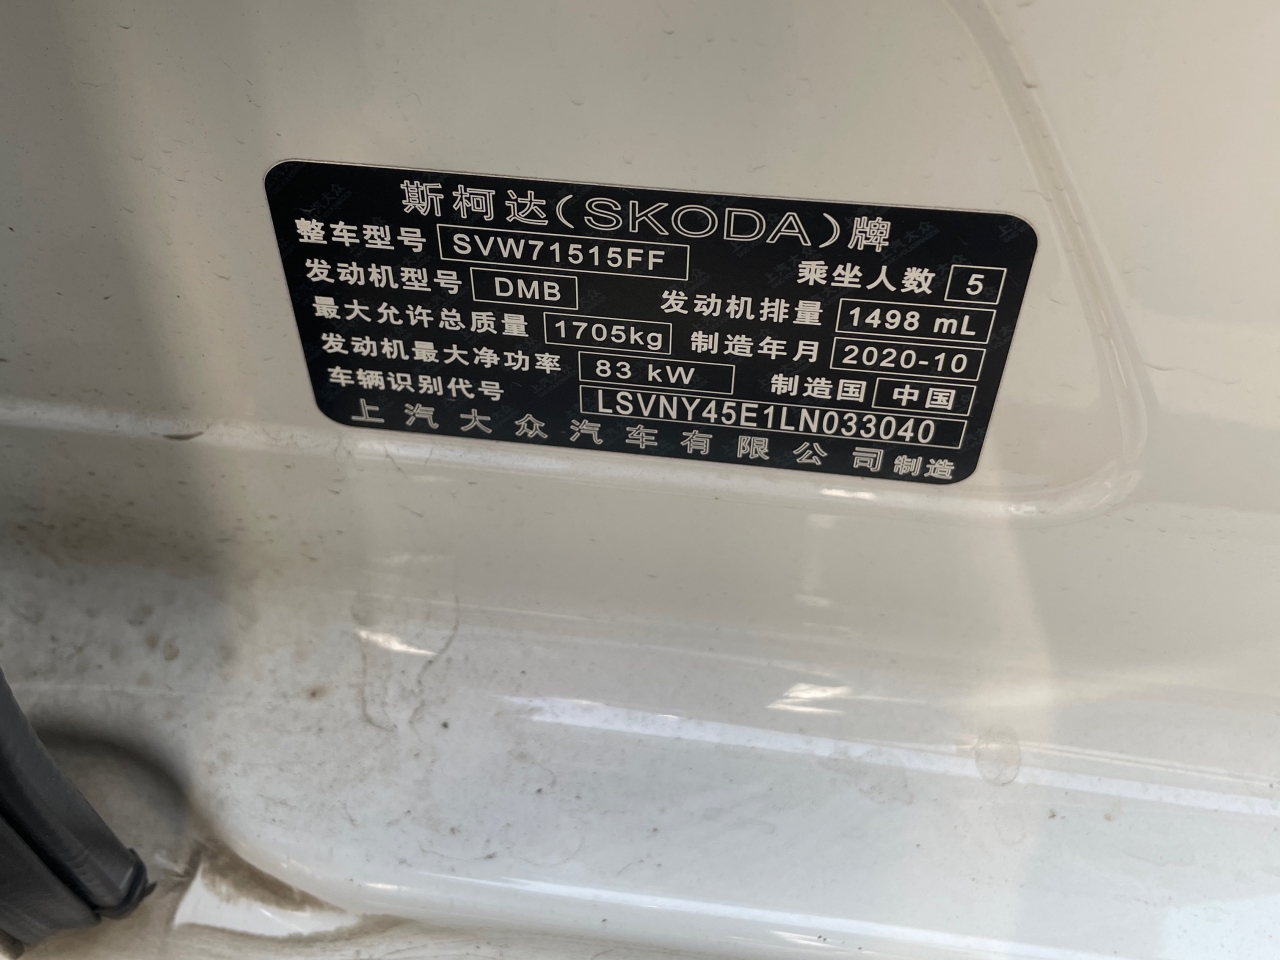 斯柯达(SKODA)牌
整车型号 SVW71515FF 乘坐人数 5
发动机型号 DMB 发动机排量 1498 mL
最大允许总质量 1705kg 制造年月 2020-10
发动机最大净功率 83 kW 制造国 中国
车辆识别代号 LSVNY45E1LN033040
上汽大众汽车有限公司制造